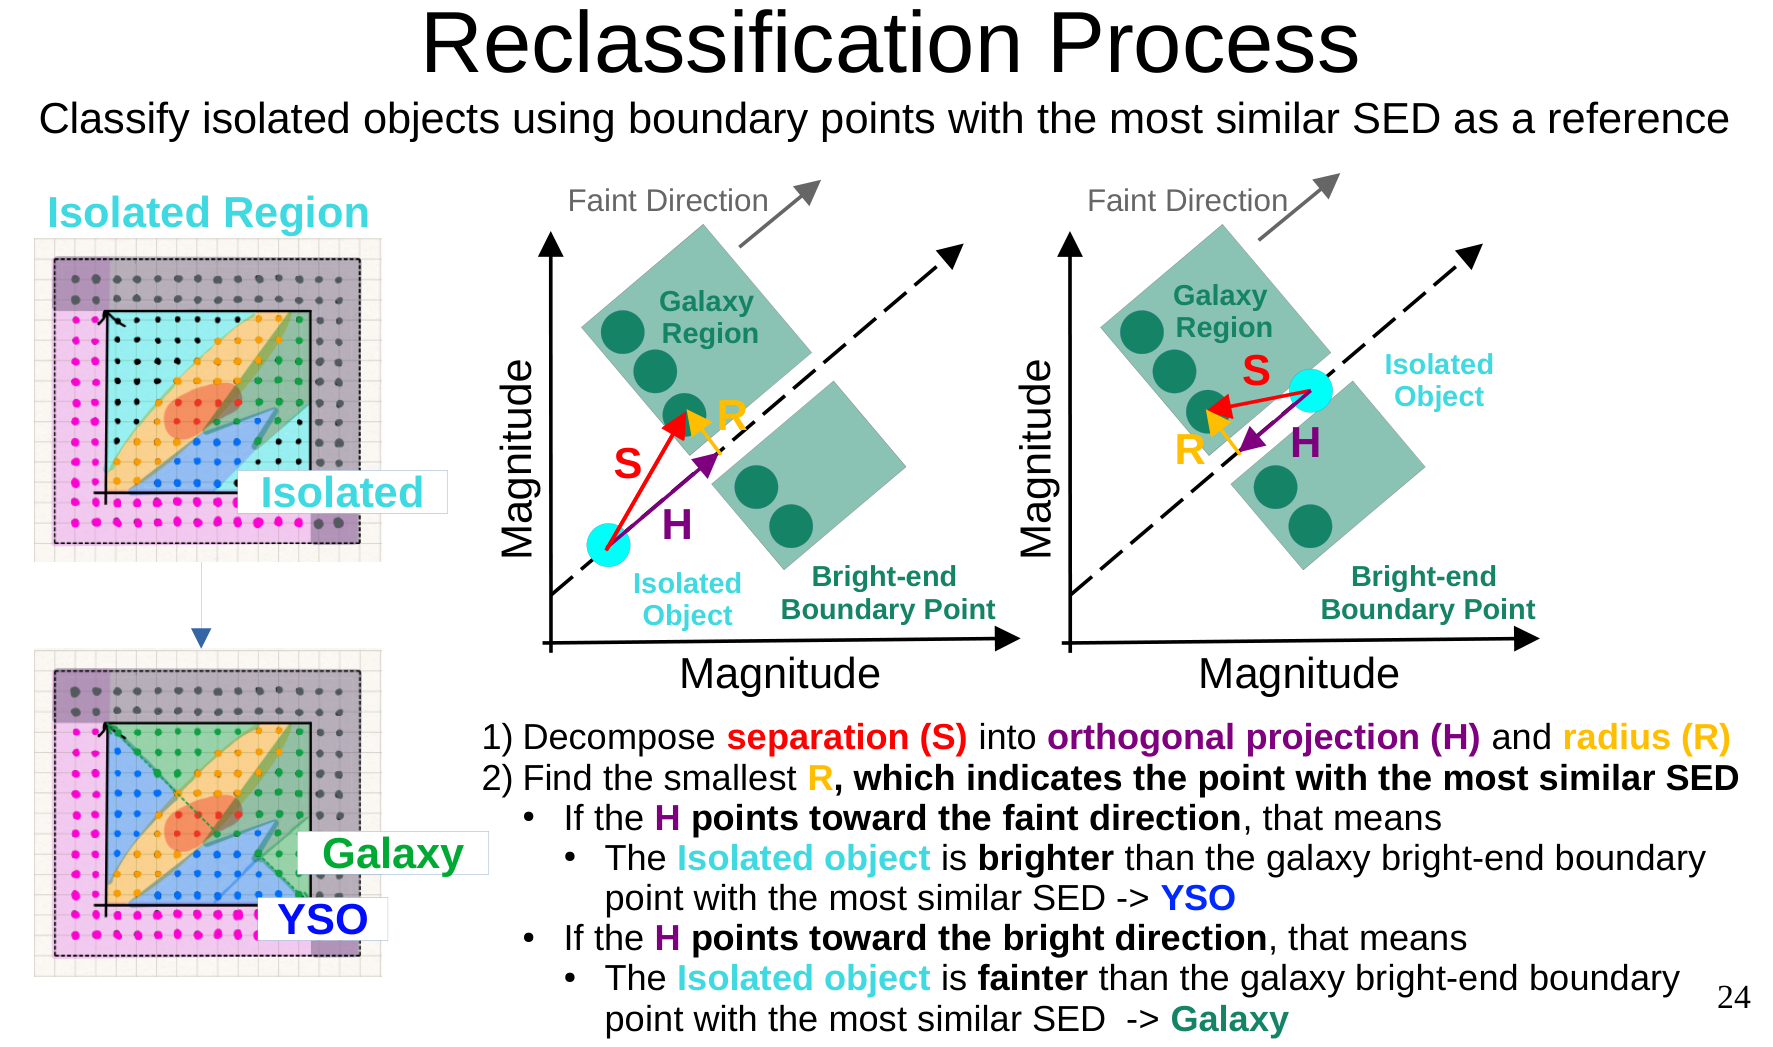 Reclassification Process
Classify isolated objects using boundary points with the most similar SED as a reference
Isolated Region
Isolated
Galaxy
YSO
Faint Direction
Galaxy
Region
R
S
H
Isolated
Object
Bright-end
Boundary Point
Magnitude
Magnitude
Faint Direction
Galaxy
Region
S
Isolated
Object
R
H
Bright-end
Boundary Point
Magnitude
Magnitude
1) Decompose separation (S) into orthogonal projection (H) and radius (R)
2) Find the smallest R, which indicates the point with the most similar SED
• If the H points toward the faint direction, that means
• The Isolated object is brighter than the galaxy bright-end boundary
point with the most similar SED -> YSO
• If the H points toward the bright direction, that means
• The Isolated object is fainter than the galaxy bright-end boundary
point with the most similar SED -> Galaxy
24